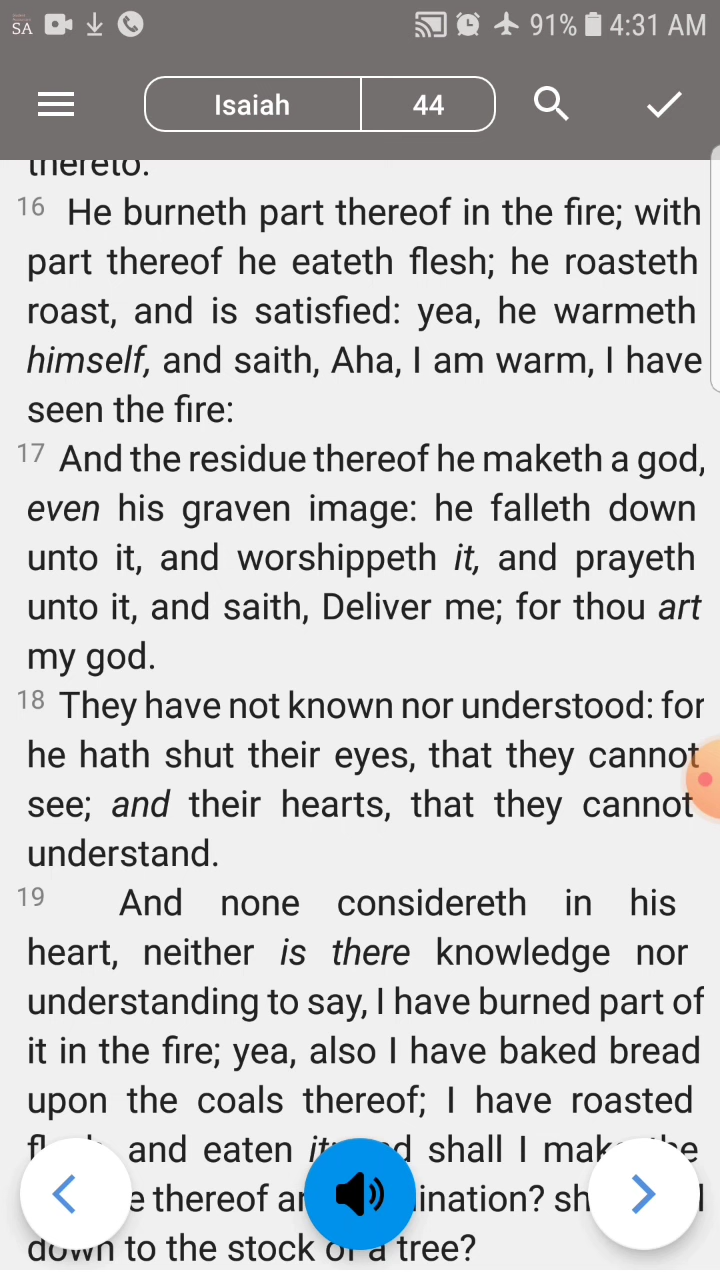 SA 91% 4:31 AM
Isaiah 44
thereto.
16 He burneth part thereof in the fire; with
part thereof he eateth flesh; he roasteth
roast, and is satisfied: yea, he warmeth
himself, and saith, Aha, I am warm, I have
seen the fire:
17 And the residue thereof he maketh a god,
even his graven image: he falleth down
unto it, and worshippeth it, and prayeth
unto it, and saith, Deliver me; for thou art
my god.
18 They have not known nor understood: for
he hath shut their eyes, that they cannot
see; and their hearts, that they cannot
understand.
19 And none considereth in his
heart, neither is there knowledge nor
understanding to say, I have burned part of
it in the fire; yea, also I have baked bread
upon the coals thereof; I have roasted
and eaten shall I
thereof
down to the stock of a tree?